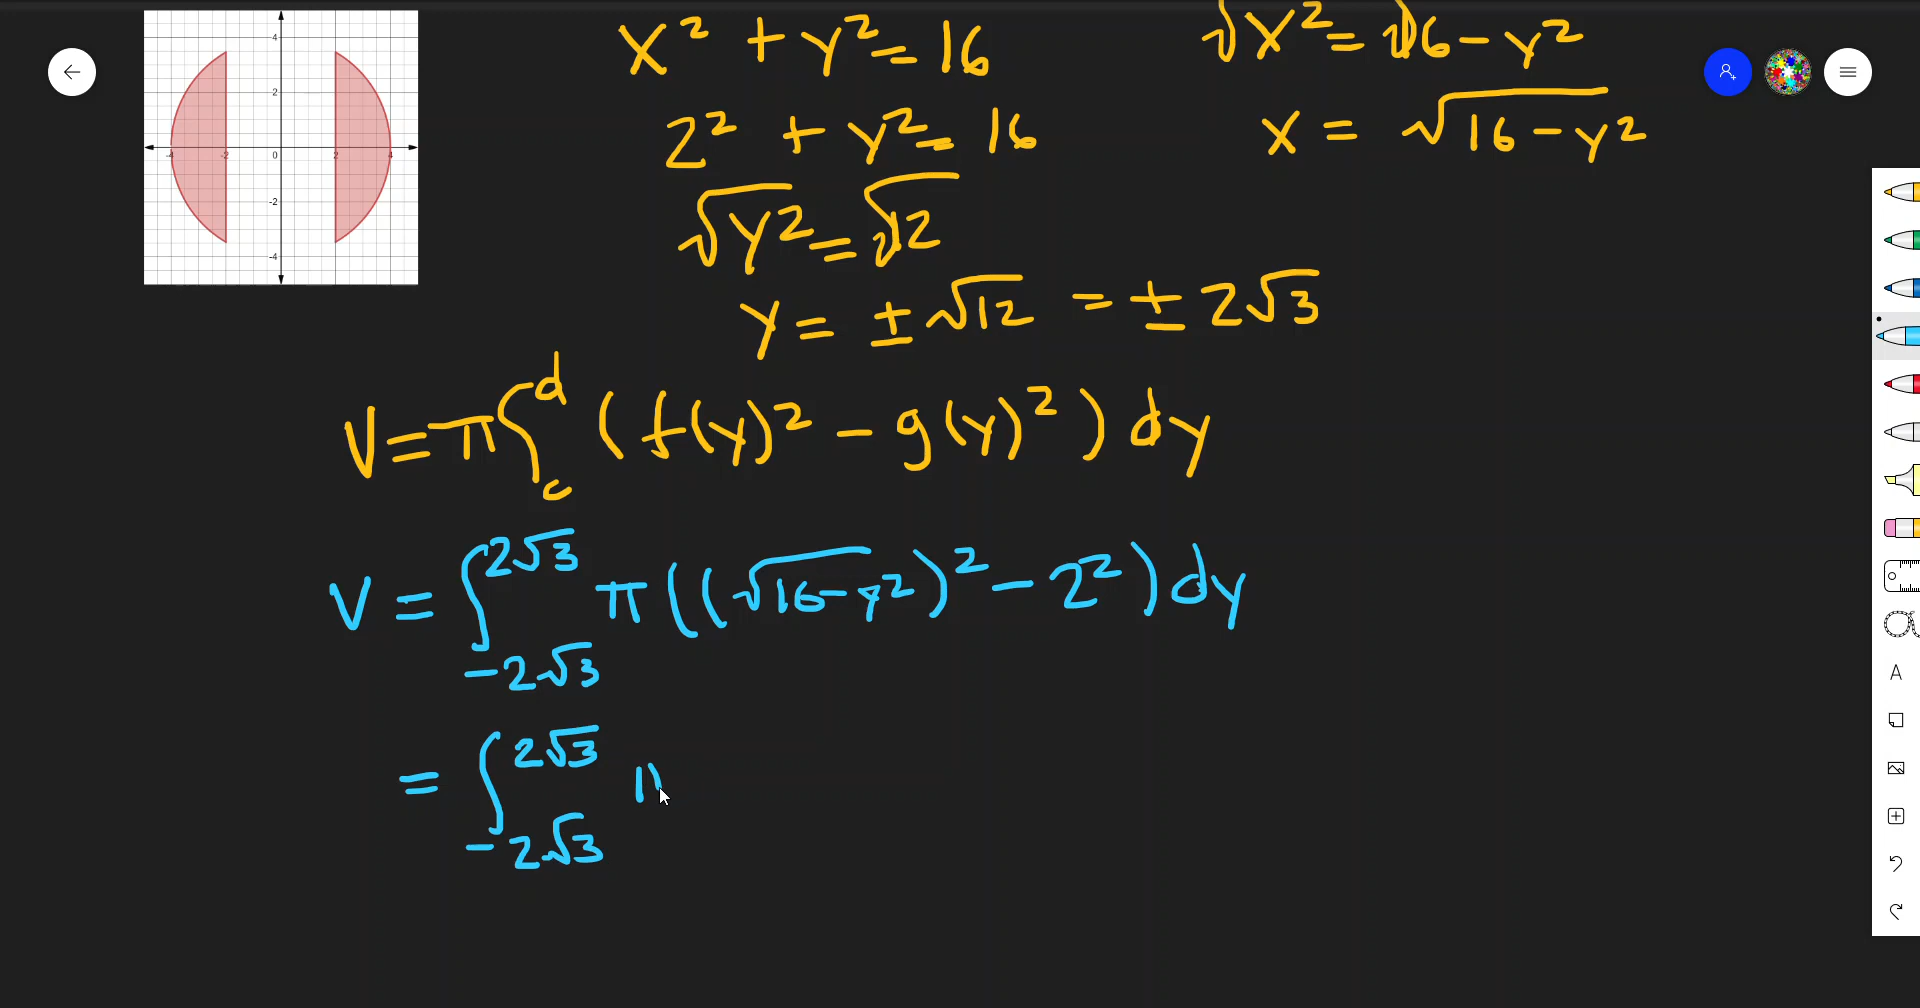 x² + y² = 16
√x² = √16 - y²
2² + y² = 16
x = √16 - y²
√y² = √12
y = ±√12 = ±2√3
V = π∫_c^d (f(y)² - g(y)²) dy
V = ∫_{-2√3}^{2√3} π((√16-y²)² - 2²) dy
= ∫_{-2√3}^{2√3}
4
2
-4 -2 0 2 4
-2
-4
A